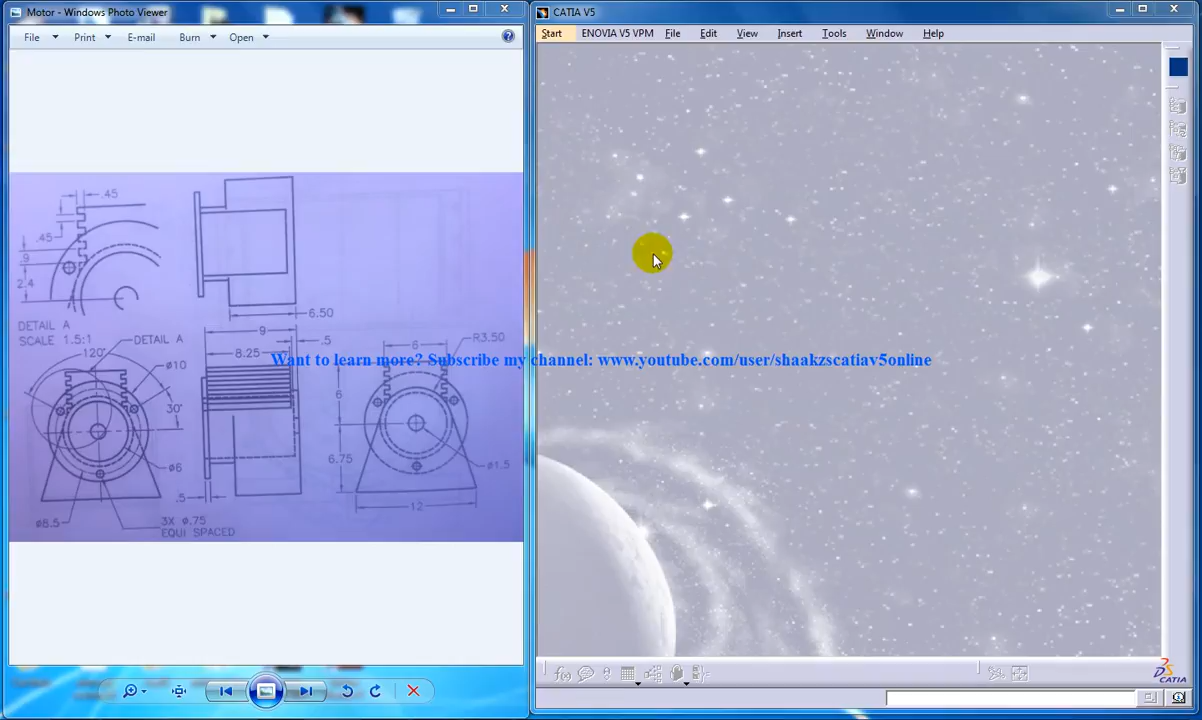 Motor - Windows Photo Viewer
File Print E-mail Burn Open
CATIA V5
Start ENOVIA V5 VPM File Edit View Insert Tools Window Help
.45
.45
.9
2.4
DETAIL A
SCALE 1.5:1
6.50
9
.5
8.25
DETAIL A
120°
ø10
30°
ø6
ø8.5
3X ø.75
EQUI SPACED
.5
R3.50
6
6
6.75
ø1.5
12
Want to learn more? Subscribe my channel: www.youtube.com/user/shaakzscatiav5online
f(x)
CATIA